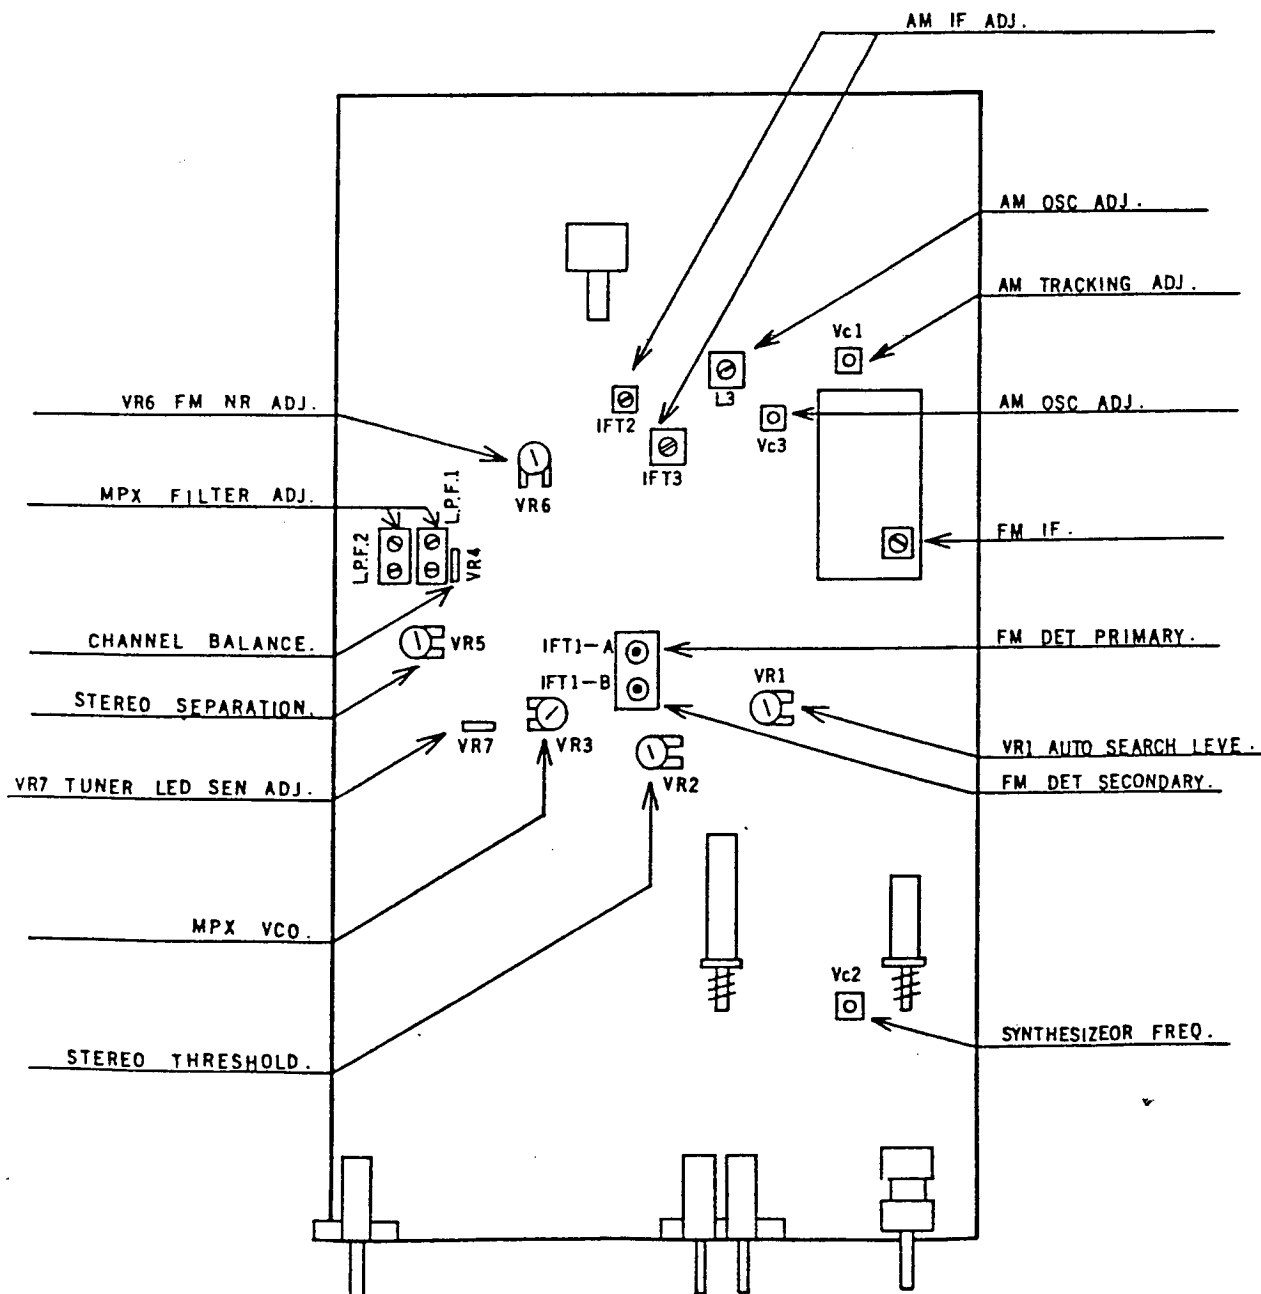 AM IF ADJ.
AM OSC ADJ.
AM TRACKING ADJ.
Vc1
L3
IFT2
Vc3
AM OSC ADJ.
VR6 FM NR ADJ.
IFT3
VR6
MPX FILTER ADJ.
L.P.F.1
L.P.F.2
VR4
FM IF.
CHANNEL BALANCE.
VR5
IFT1-A
FM DET PRIMARY.
IFT1-B
VR1
STEREO SEPARATION.
VR7
VR3
VR1 AUTO SEARCH LEVE.
VR7 TUNER LED SEN ADJ.
VR2
FM DET SECONDARY.
MPX VCO.
Vc2
STEREO THRESHOLD.
SYNTHESIZEOR FREQ.